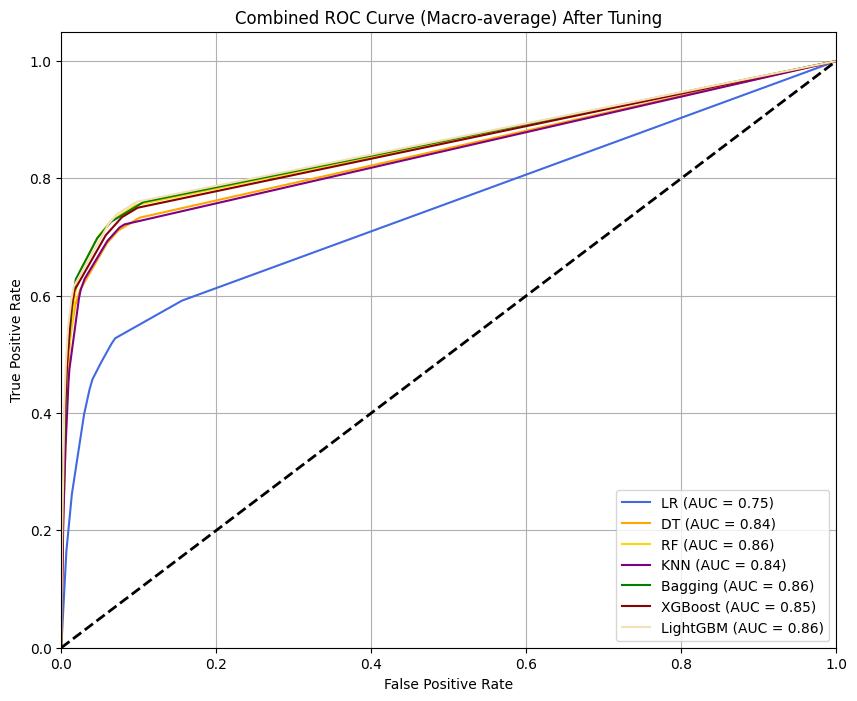 Combined ROC Curve (Macro-average) After Tuning
True Positive Rate
1.0
0.8
0.6
0.4
0.2
0.0
LR (AUC = 0.75)
DT (AUC = 0.84)
RF (AUC = 0.86)
KNN (AUC = 0.84)
Bagging (AUC = 0.86)
XGBoost (AUC = 0.85)
LightGBM (AUC = 0.86)
0.0 0.2 0.4 0.6 0.8 1.0
False Positive Rate